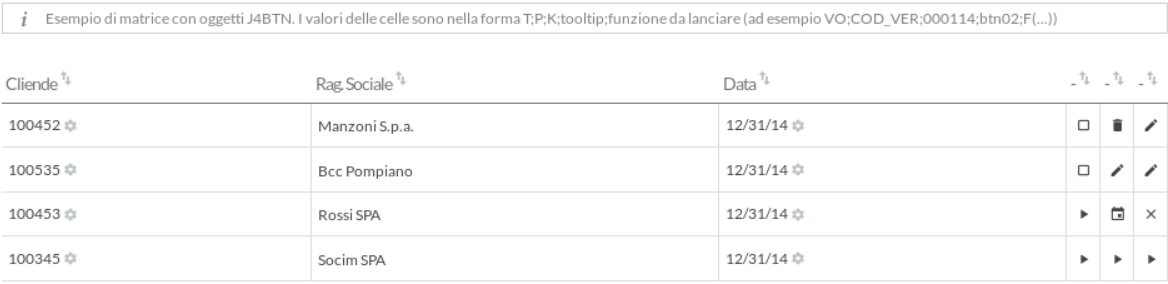 i Esempio di matrice con oggetti J4BTN. I valori delle celle sono nella forma T;P;K;tooltip;funzione da lanciare (ad esempio VO;COD_VER;000114;btn02;F(...))
Cliende Rag. Sociale Data - - -
100452 Manzoni S.p.a. 12/31/14
100535 Bcc Pompiano 12/31/14
100453 Rossi SPA 12/31/14
100345 Socim SPA 12/31/14